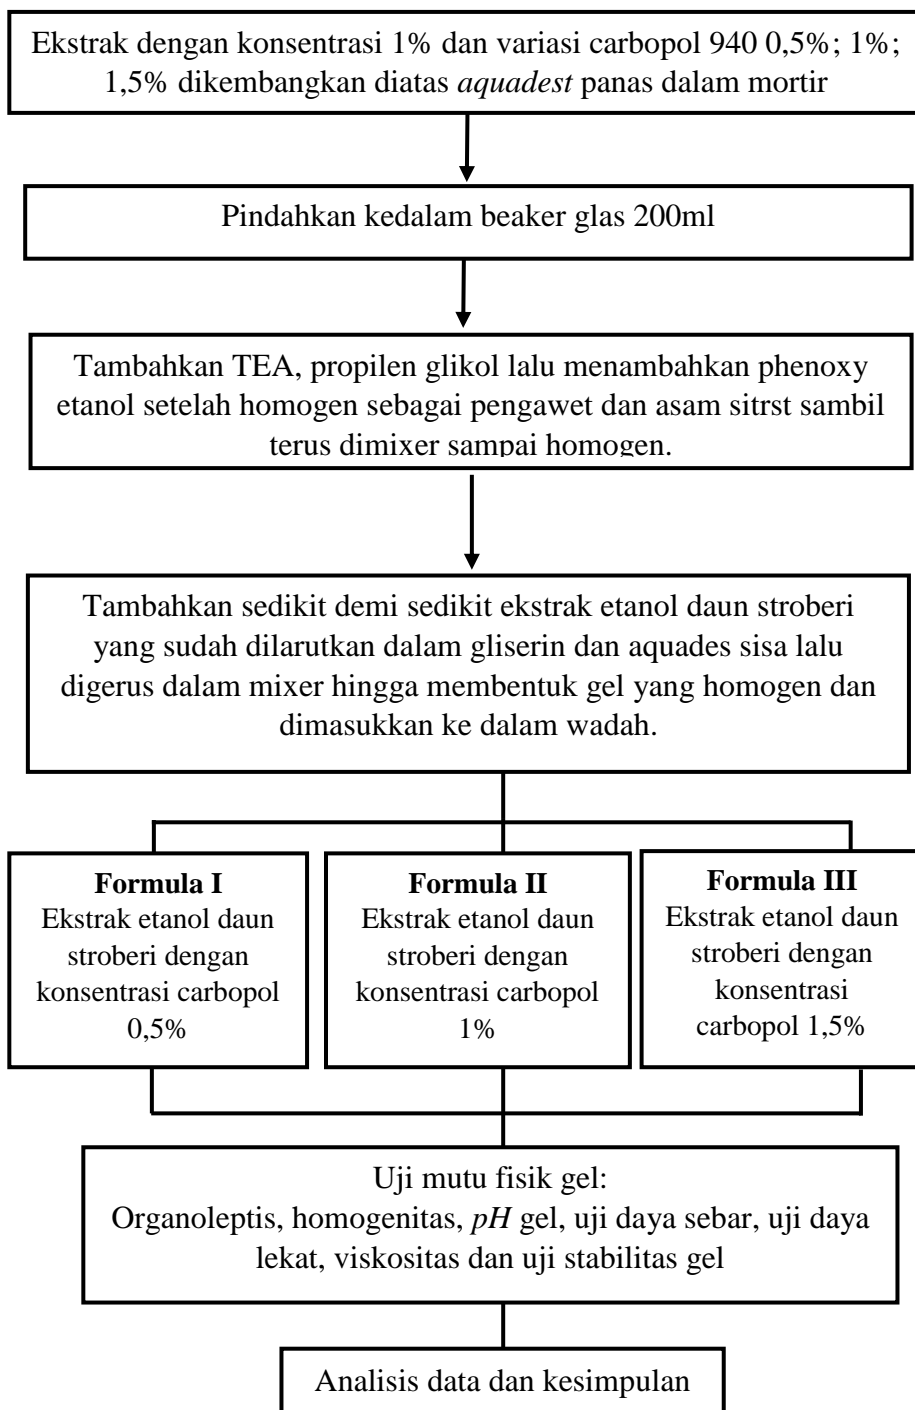 Ekstrak dengan konsentrasi 1% dan variasi carbopol 940 0,5%; 1%;
1,5% dikembangkan diatas aquadest panas dalam mortir
Pindahkan kedalam beaker glas 200ml
Tambahkan TEA, propilen glikol lalu menambahkan phenoxy
etanol setelah homogen sebagai pengawet dan asam sitrst sambil
terus dimixer sampai homogen.
Tambahkan sedikit demi sedikit ekstrak etanol daun stroberi
yang sudah dilarutkan dalam gliserin dan aquades sisa lalu
digerus dalam mixer hingga membentuk gel yang homogen dan
dimasukkan ke dalam wadah.
Formula I
Ekstrak etanol daun
stroberi dengan
konsentrasi carbopol
0,5%
Formula II
Ekstrak etanol daun
stroberi dengan
konsentrasi carbopol
1%
Formula III
Ekstrak etanol daun
stroberi dengan
konsentrasi
carbopol 1,5%
Uji mutu fisik gel:
Organoleptis, homogenitas, pH gel, uji daya sebar, uji daya
lekat, viskositas dan uji stabilitas gel
Analisis data dan kesimpulan